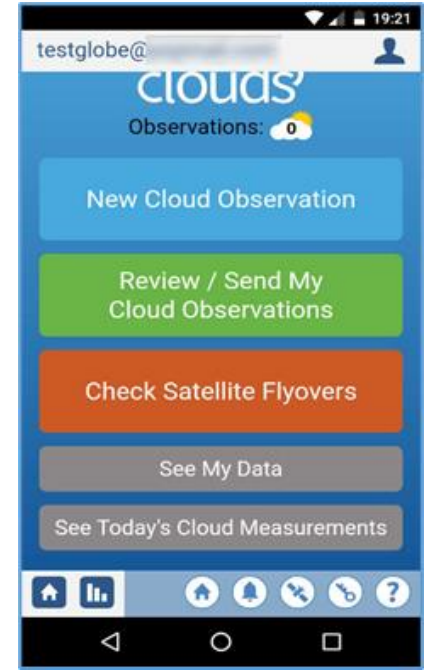 19:21
testglobe@
clouds
Observations: 0
New Cloud Observation
Review / Send My
Cloud Observations
Check Satellite Flyovers
See My Data
See Today's Cloud Measurements
?